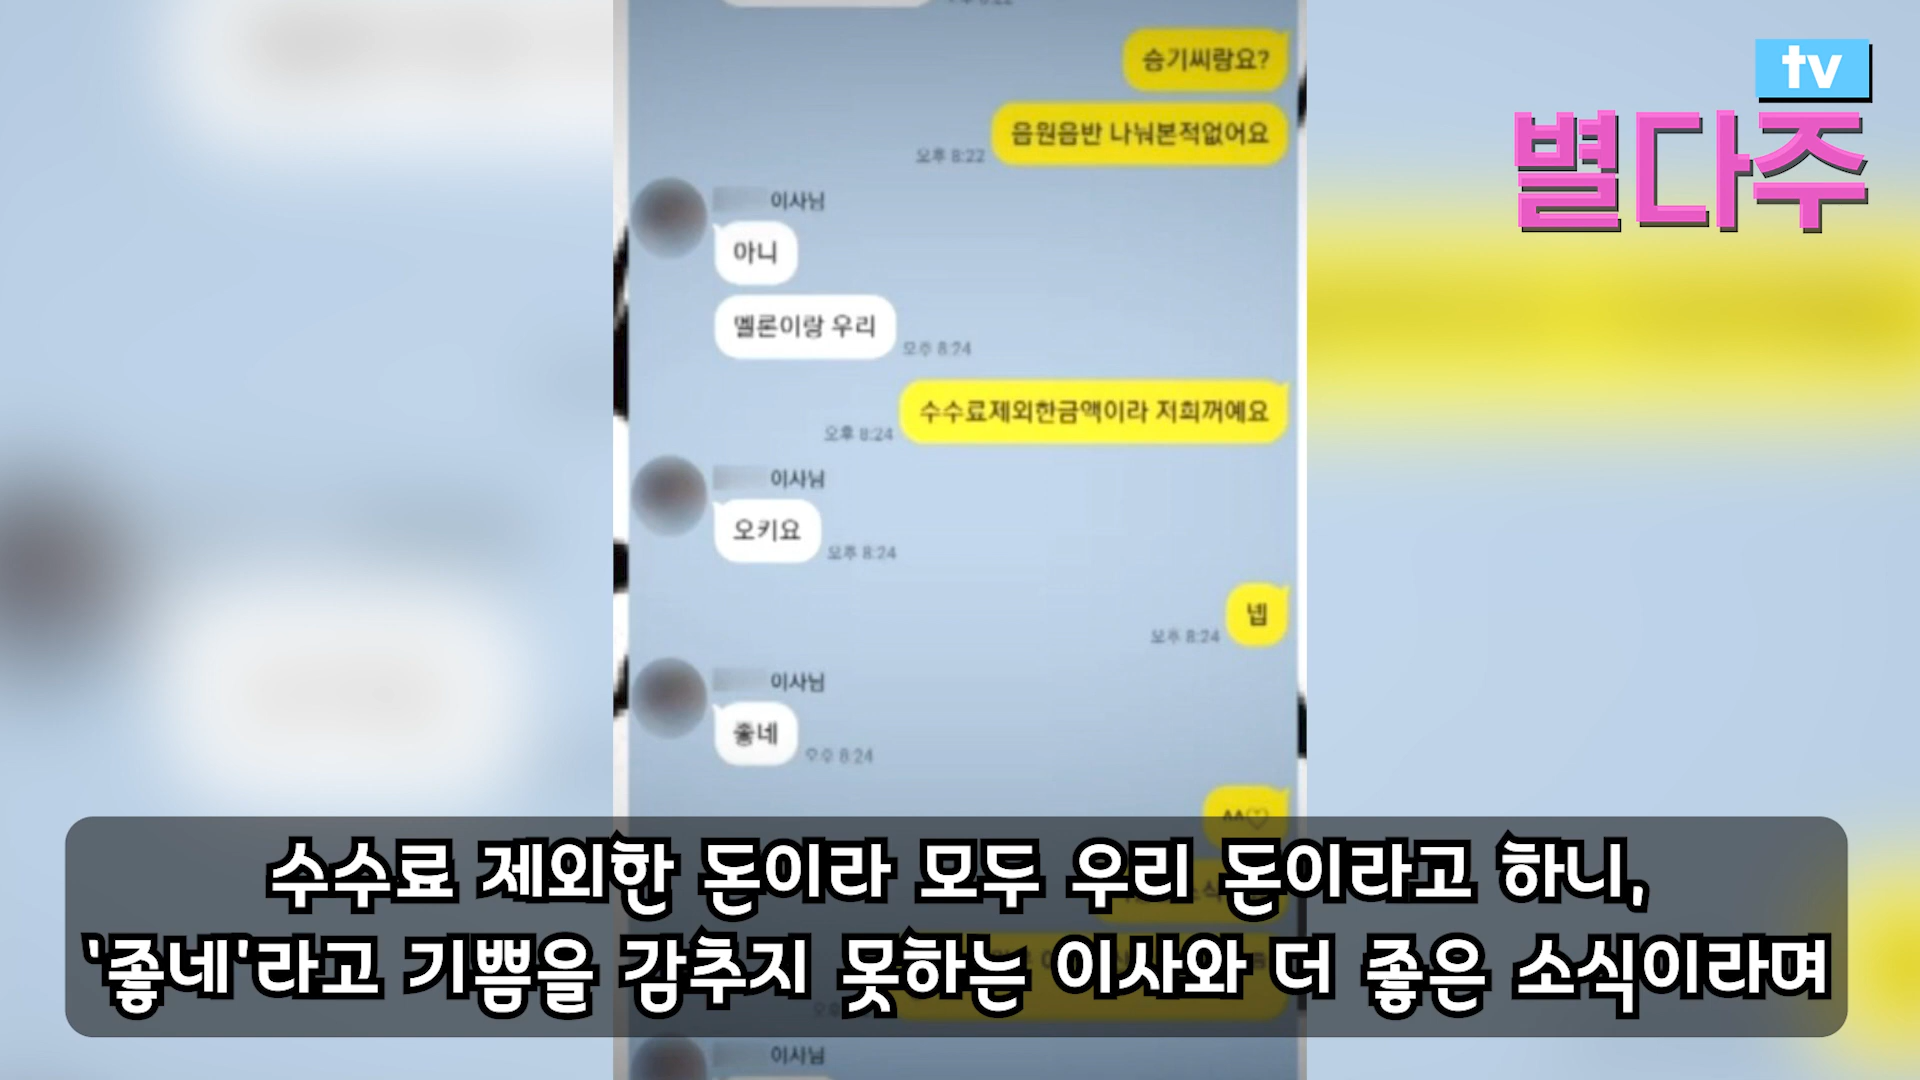 tv
별다주
승기씨랑요?
음원음반 나눠본적없어요
오후 8:22
이사님
아니
멜론이랑 우리
오후 8:24
수수료제외한금액이라 저희꺼예요
오후 8:24
이사님
오키요
오후 8:24
넵
오후 8:24
이사님
좋네
오후 8:24
^^♡
수수료 제외한 돈이라 모두 우리 돈이라고 하니,
'좋네'라고 기쁨을 감추지 못하는 이사와 더 좋은 소식이라며
이사님